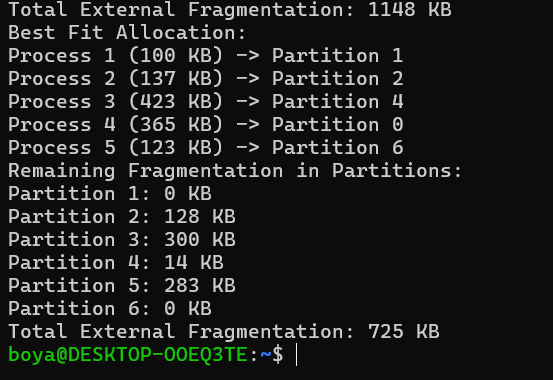 Total External Fragmentation: 1148 KB
Best Fit Allocation:
Process 1 (100 KB) -> Partition 1
Process 2 (137 KB) -> Partition 2
Process 3 (423 KB) -> Partition 4
Process 4 (365 KB) -> Partition 0
Process 5 (123 KB) -> Partition 6
Remaining Fragmentation in Partitions:
Partition 1: 0 KB
Partition 2: 128 KB
Partition 3: 300 KB
Partition 4: 14 KB
Partition 5: 283 KB
Partition 6: 0 KB
Total External Fragmentation: 725 KB
boya@DESKTOP-OOEQ3TE:~$